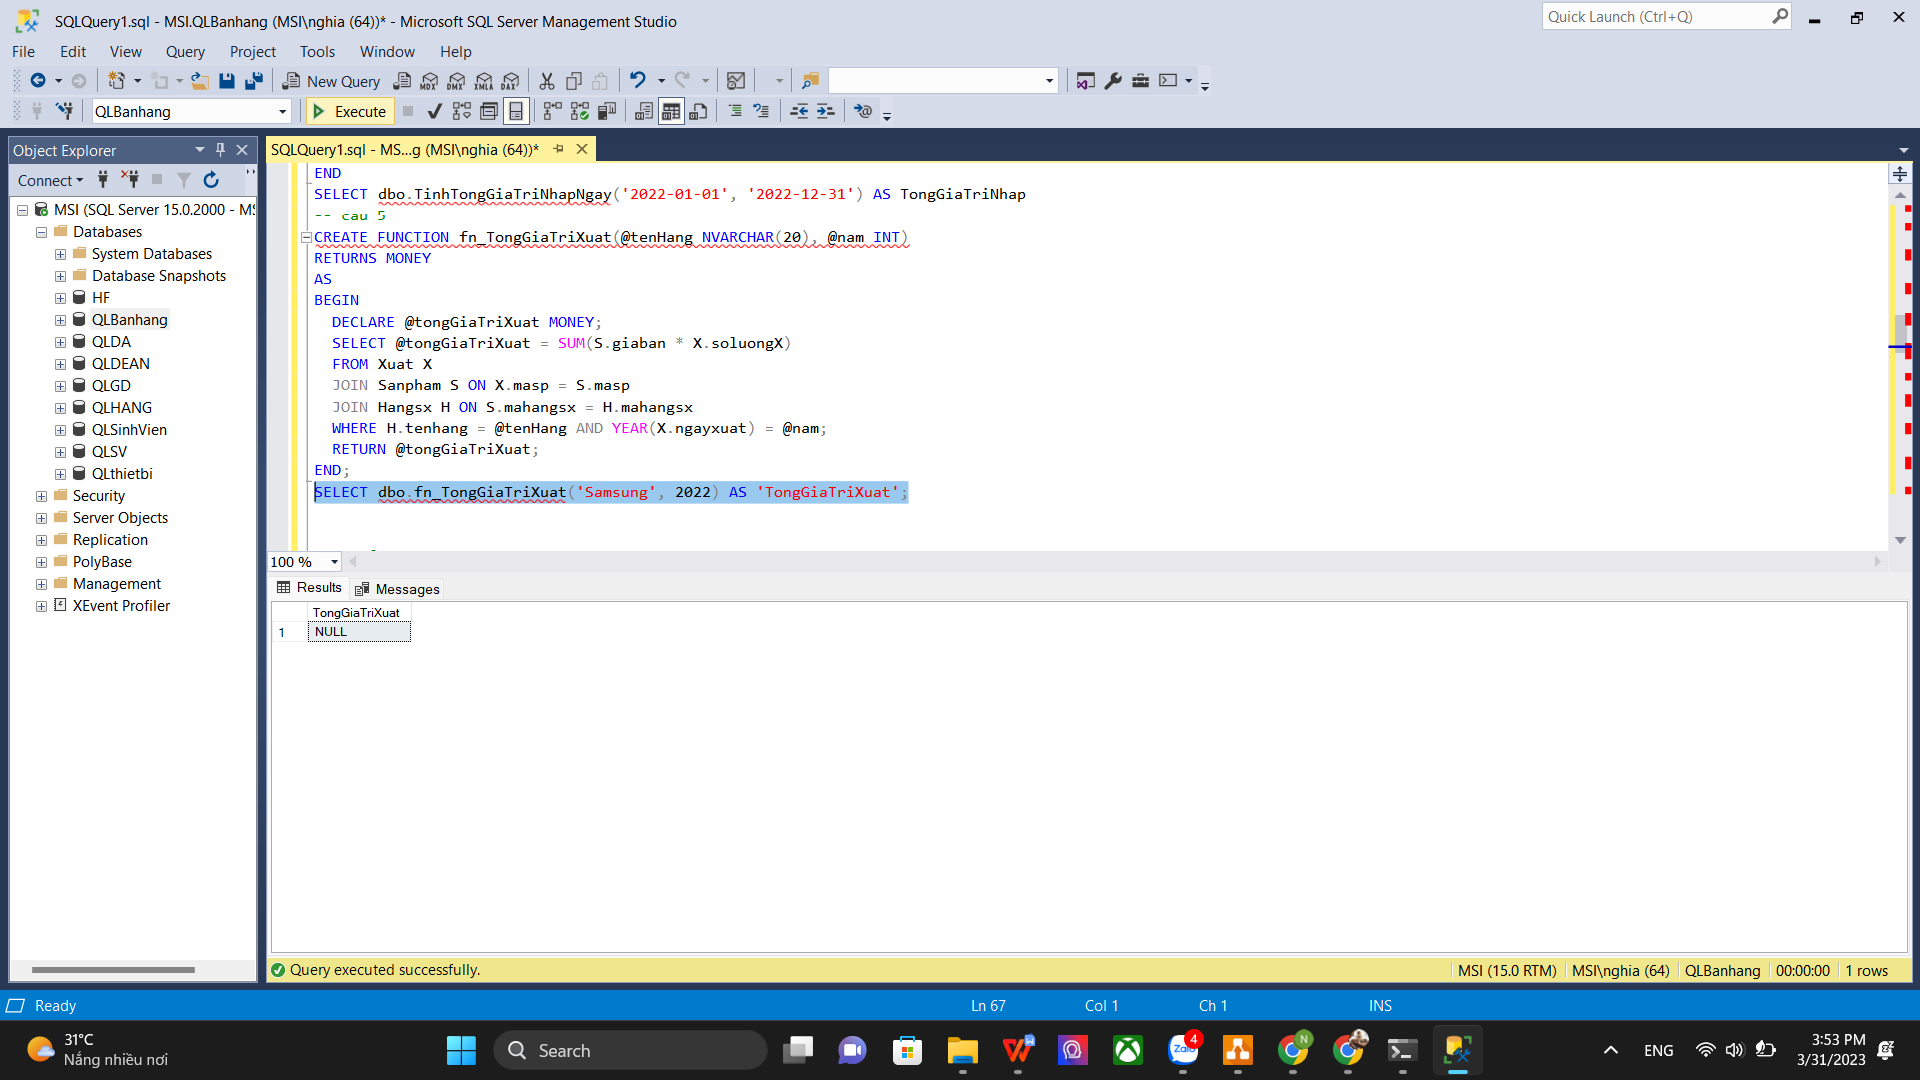 SQLQuery1.sql - MSI.QLBanhang (MSI\nghia (64))* - Microsoft SQL Server Management Studio
Quick Launch (Ctrl+Q)
File Edit View Query Project Tools Window Help
New Query
MDX DMX XMLA DAX
QLBanhang
Execute
Object Explorer
SQLQuery1.sql - MS...g (MSI\nghia (64))*
Connect
MSI (SQL Server 15.0.2000 - MS
Databases
System Databases
Database Snapshots
HF
QLBanhang
QLDA
QLDEAN
QLGD
QLHANG
QLSinhVien
QLSV
QLthietbi
Security
Server Objects
Replication
PolyBase
Management
XEvent Profiler
END
SELECT dbo.TinhTongGiaTriNhapNgay('2022-01-01', '2022-12-31') AS TongGiaTriNhap
-- cau 5
CREATE FUNCTION fn_TongGiaTriXuat(@tenHang NVARCHAR(20), @nam INT)
RETURNS MONEY
AS
BEGIN
DECLARE @tongGiaTriXuat MONEY;
SELECT @tongGiaTriXuat = SUM(S.giaban * X.soluongX)
FROM Xuat X
JOIN Sanpham S ON X.masp = S.masp
JOIN Hangsx H ON S.mahangsx = H.mahangsx
WHERE H.tenhang = @tenHang AND YEAR(X.ngayxuat) = @nam;
RETURN @tongGiaTriXuat;
END;
SELECT dbo.fn_TongGiaTriXuat('Samsung', 2022) AS 'TongGiaTriXuat';
100 %
Results Messages
TongGiaTriXuat
1 NULL
Query executed successfully.
MSI (15.0 RTM) MSI\nghia (64) QLBanhang 00:00:00 1 rows
Ready
Ln 67 Col 1 Ch 1 INS
31°C
Nắng nhiều nơi
Search
Zalo
4
N
ENG
3:53 PM
3/31/2023